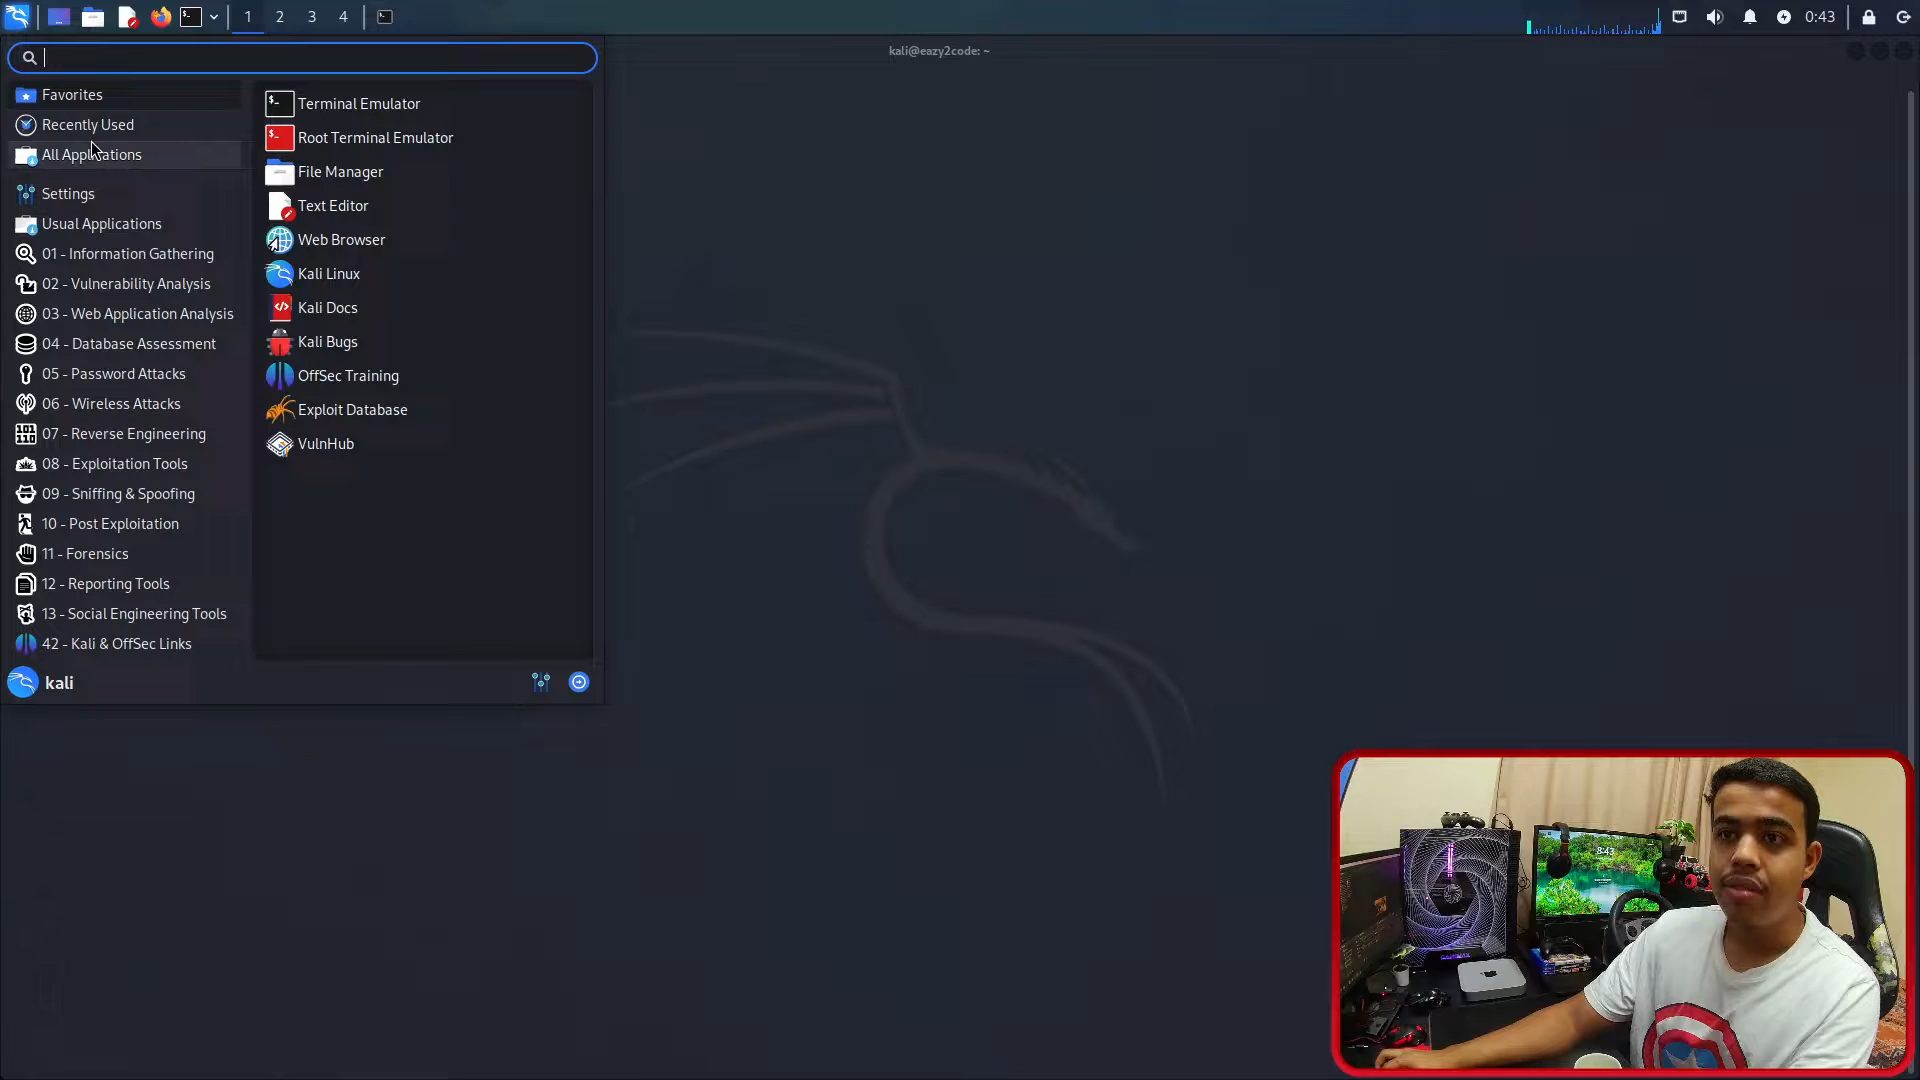 1 2 3 4
0:43
kali@eazy2code: ~
Favorites
Recently Used
All Applications
Settings
Usual Applications
01 - Information Gathering
02 - Vulnerability Analysis
03 - Web Application Analysis
04 - Database Assessment
05 - Password Attacks
06 - Wireless Attacks
07 - Reverse Engineering
08 - Exploitation Tools
09 - Sniffing & Spoofing
10 - Post Exploitation
11 - Forensics
12 - Reporting Tools
13 - Social Engineering Tools
42 - Kali & OffSec Links
Terminal Emulator
Root Terminal Emulator
File Manager
Text Editor
Web Browser
Kali Linux
Kali Docs
Kali Bugs
OffSec Training
Exploit Database
VulnHub
kali
8:43